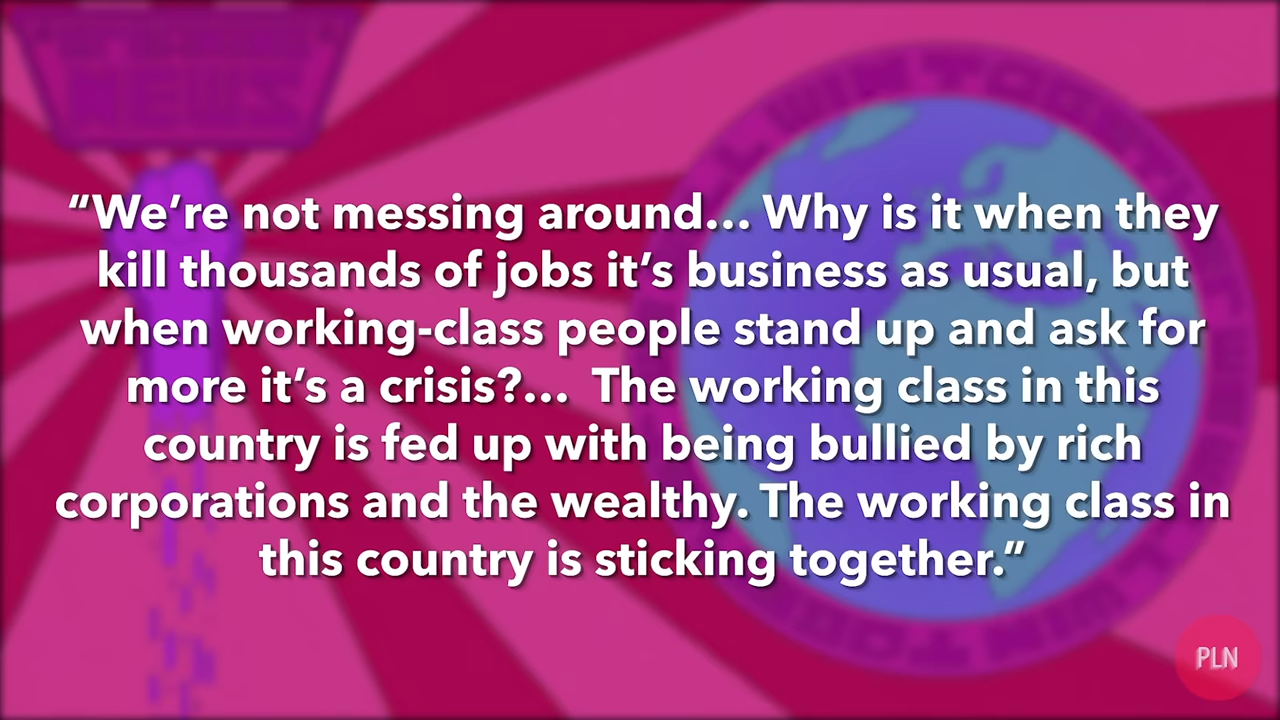 NEWS
“We’re not messing around… Why is it when they
kill thousands of jobs it’s business as usual, but
when working-class people stand up and ask for
more it’s a crisis?… The working class in this
country is fed up with being bullied by rich
corporations and the wealthy. The working class in
this country is sticking together.”
PLN